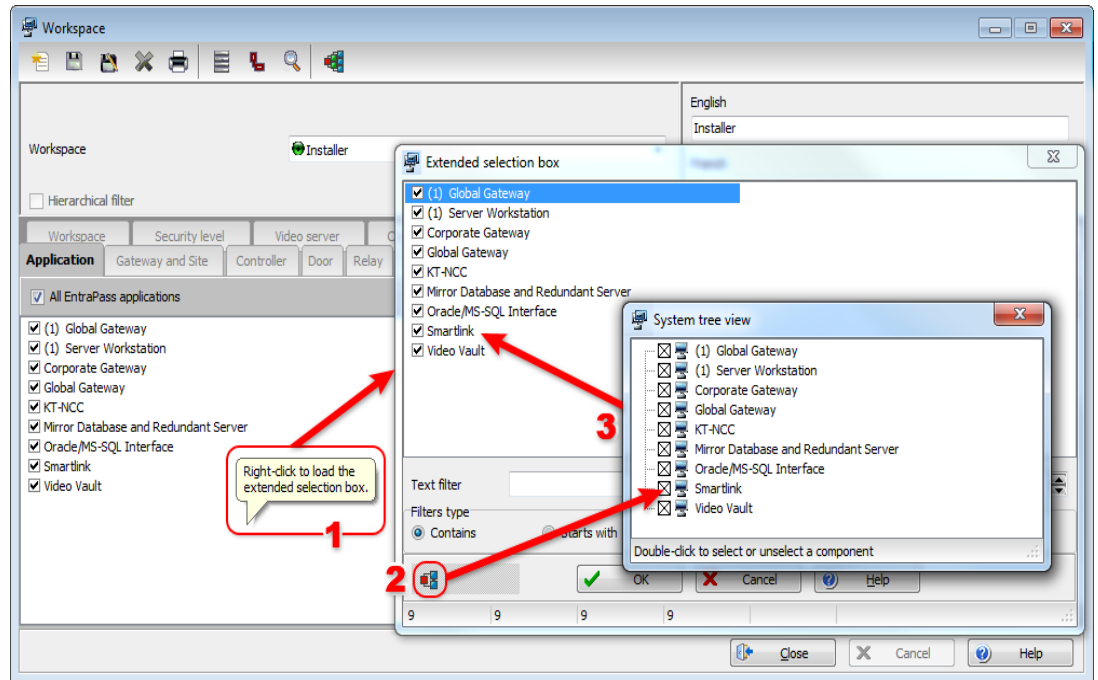 Workspace
English
Installer
Workspace
Installer
Hierarchical filter
Workspace
Security level
Video server
Application
Gateway and Site
Controller
Door
Relay
All EntraPass applications
(1) Global Gateway
(1) Server Workstation
Corporate Gateway
Global Gateway
KT-NCC
Mirror Database and Redundant Server
Oracle/MS-SQL Interface
Smartlink
Video Vault
Right-click to load the
extended selection box.
1
Extended selection box
(1) Global Gateway
(1) Server Workstation
Corporate Gateway
Global Gateway
KT-NCC
Mirror Database and Redundant Server
Oracle/MS-SQL Interface
Smartlink
Video Vault
3
Text filter
Filters type
Contains
Starts with
2
OK
Cancel
Help
9 9 9 9
System tree view
(1) Global Gateway
(1) Server Workstation
Corporate Gateway
Global Gateway
KT-NCC
Mirror Database and Redundant Server
Oracle/MS-SQL Interface
Smartlink
Video Vault
Double-click to select or unselect a component
Close
Cancel
Help